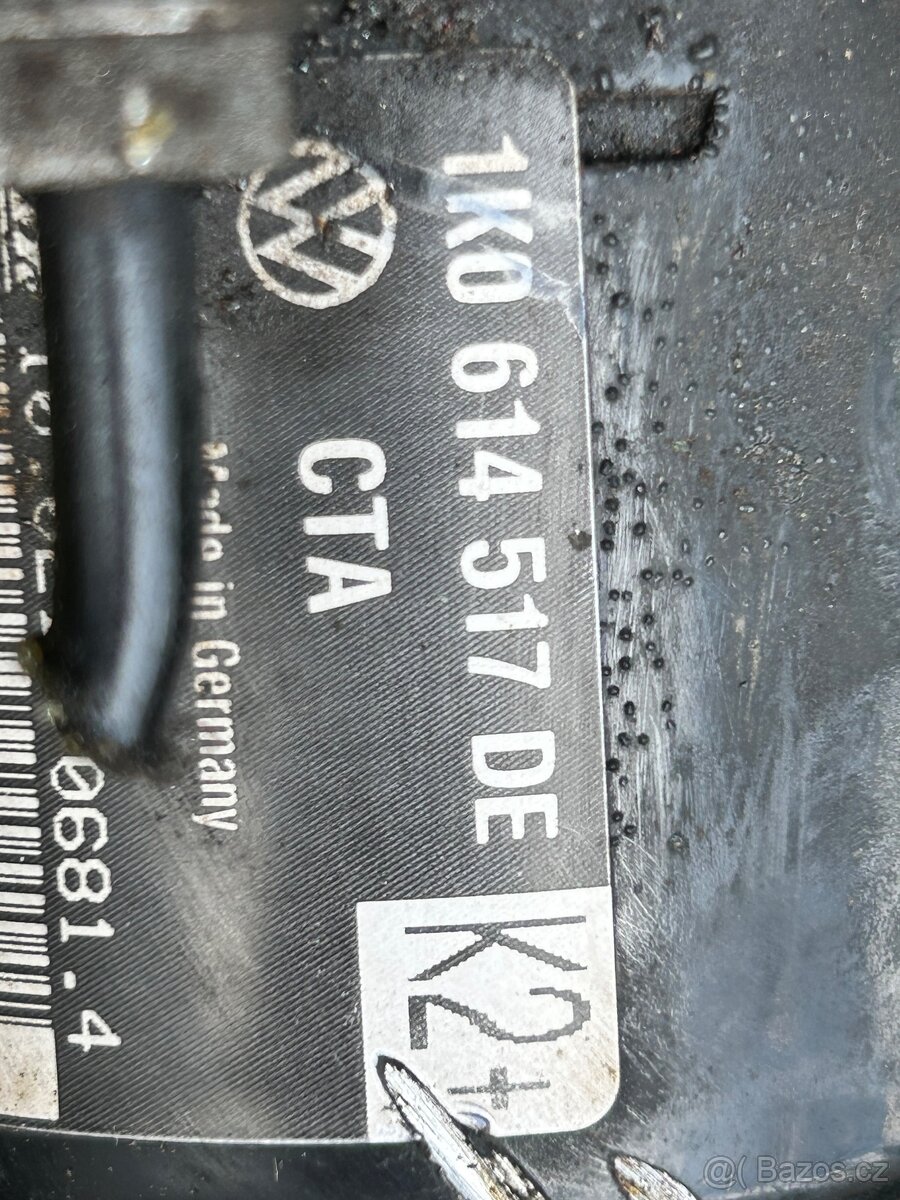 1K0 614 517 DE
CTA
Made in Germany
0681.4
K2+
@( Bazos.cz